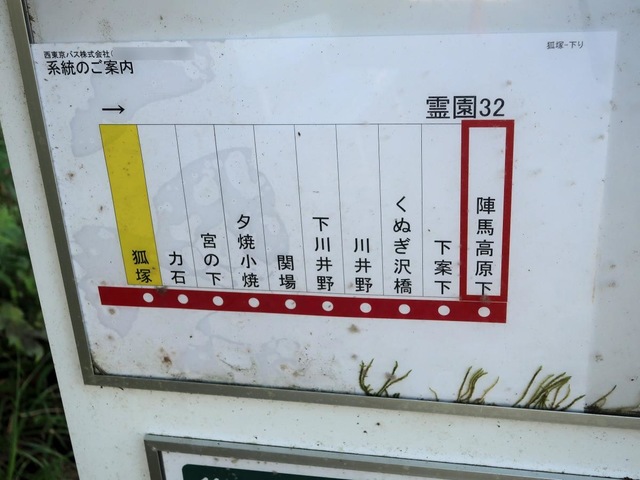 西東京バス株式会社(
狐塚-下り
系統のご案内
→
霊園32
狐塚
力石
宮の下
夕焼小焼
関場
下川井野
川井野
くぬぎ沢橋
下案下
陣馬高原下